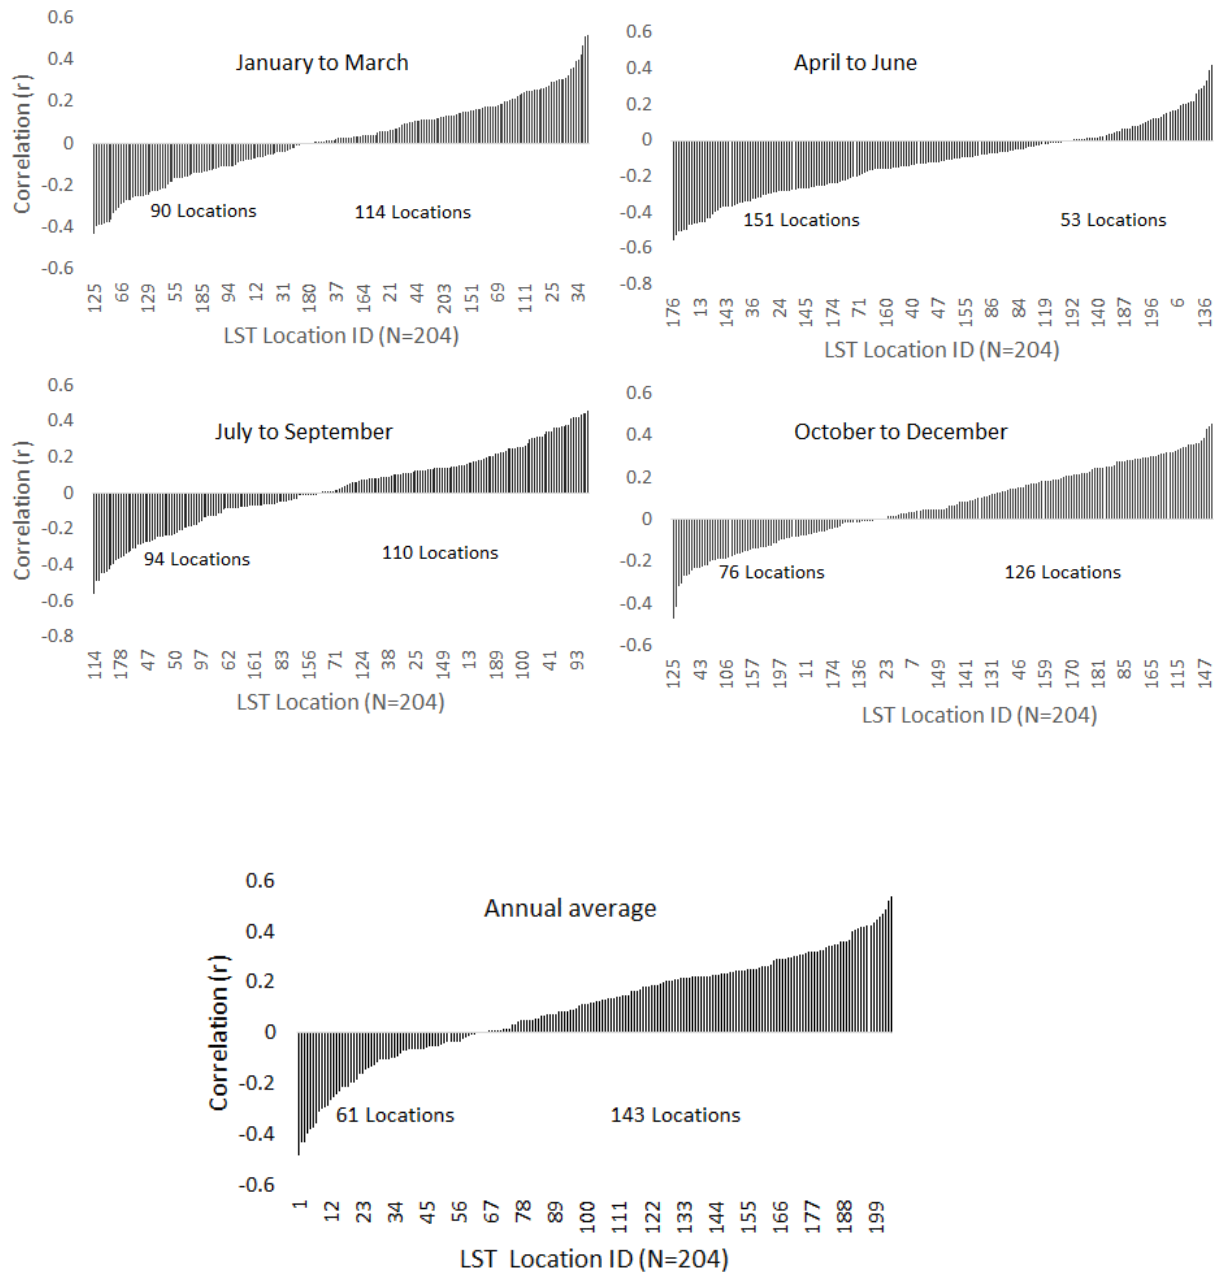 January to March
Correlation (r)
0.6
0.4
0.2
0
-0.2
-0.4
-0.6
90 Locations
114 Locations
125 66 129 55 185 94 12 31 180 37 164 21 44 203 151 69 111 25 34
LST Location ID (N=204)
April to June
0.6
0.4
0.2
0
-0.2
-0.4
-0.6
-0.8
151 Locations
53 Locations
176 13 143 36 24 145 174 71 160 40 47 155 86 84 119 192 140 187 196 6 136
LST Location ID (N=204)
July to September
Correlation (r)
0.6
0.4
0.2
0
-0.2
-0.4
-0.6
-0.8
94 Locations
110 Locations
114 178 47 50 97 62 161 83 156 71 124 38 25 149 13 189 100 41 93
LST Location (N=204)
October to December
0.6
0.4
0.2
0
-0.2
-0.4
-0.6
76 Locations
126 Locations
125 43 106 157 197 11 174 136 23 7 149 141 131 46 159 170 181 85 165 115 147
LST Location ID (N=204)
Annual average
Correlation (r)
0.6
0.4
0.2
0
-0.2
-0.4
-0.6
61 Locations
143 Locations
1 12 23 34 45 56 67 78 89 100 111 122 133 144 155 166 177 188 199
LST Location ID (N=204)